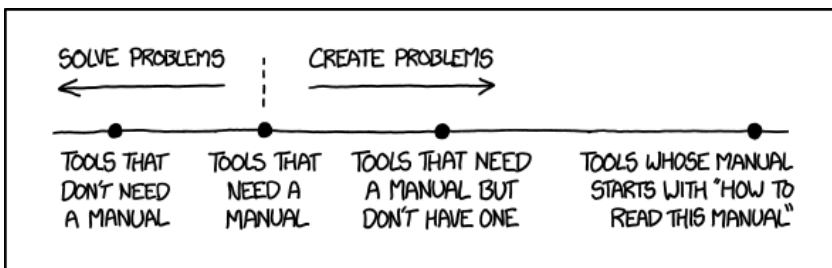 SOLVE PROBLEMS
CREATE PROBLEMS
TOOLS THAT
DON'T NEED
A MANUAL
TOOLS THAT
NEED A
MANUAL
TOOLS THAT NEED
A MANUAL BUT
DON'T HAVE ONE
TOOLS WHOSE MANUAL
STARTS WITH "HOW TO
READ THIS MANUAL"